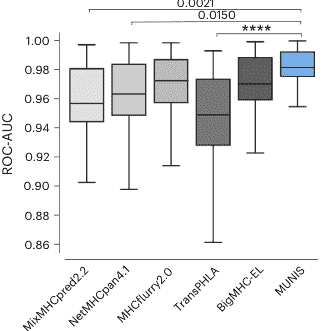 0.0021
0.0150
****
1.00
0.98
0.96
0.94
0.92
0.90
0.88
0.86
ROC-AUC
MixMHCpred2.2
NetMHCpan4.1
MHCflurry2.0
TransPHLA
BigMHC-EL
MUNIS